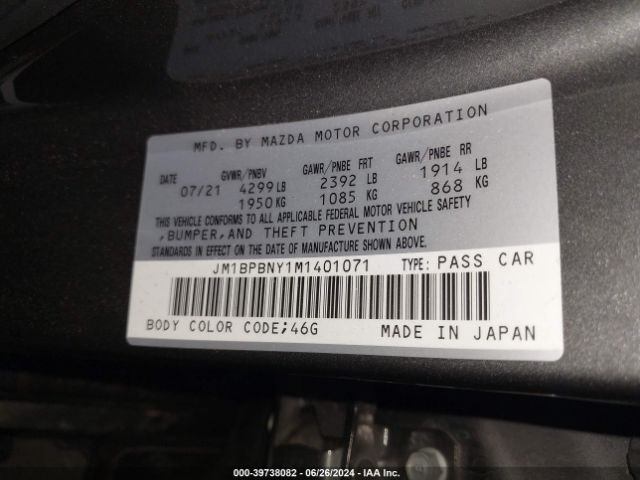 MFD. BY MAZDA MOTOR CORPORATION
DATE GVWR/PNBV GAWR/PNBE FRT GAWR/PNBE RR
07/21 4299 LB 2392 LB 1914 LB
1950 KG 1085 KG 868 KG
THIS VEHICLE CONFORMS TO ALL APPLICABLE FEDERAL MOTOR VEHICLE SAFETY
,BUMPER,AND THEFT PREVENTION
STANDARDS IN EFFECT ON THE DATE OF MANUFACTURE SHOWN ABOVE.
JM1BPBNY1M1401071 TYPE: PASS CAR
BODY COLOR CODE;46G MADE IN JAPAN
000-39738082 - 06/26/2024 - IAA Inc.